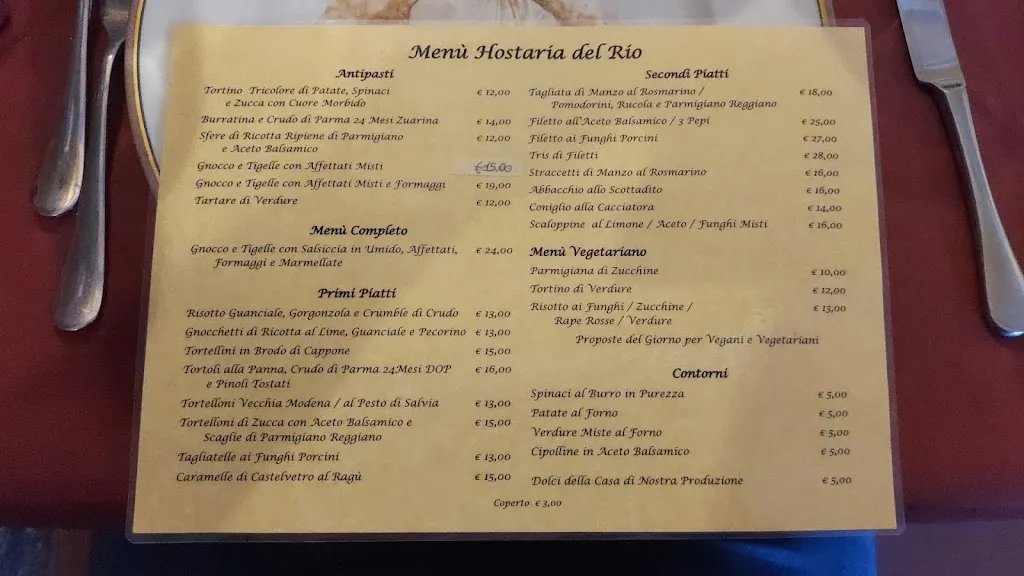 Menù Hostaria del Rio
Antipasti
Tortino Tricolore di Patate, Spinaci € 12,00
e Zucca con Cuore Morbido
Burratina e Crudo di Parma 24 Mesi Zuarina € 14,00
Sfere di Ricotta Ripiene di Parmigiano € 12,00
e Aceto Balsamico
Gnocco e Tigelle con Affettati Misti € 15,00
Gnocco e Tigelle con Affettati Misti e Formaggi € 19,00
Tartare di Verdure € 12,00
Menù Completo
Gnocco e Tigelle con Salsiccia in Umido, Affettati, € 24,00
Formaggi e Marmellate
Primi Piatti
Risotto Guanciale, Gorgonzola e Crumble di Crudo € 13,00
Gnocchetti di Ricotta al Lime, Guanciale e Pecorino € 13,00
Tortellini in Brodo di Cappone € 15,00
Tortoli alla Panna, Crudo di Parma 24Mesi DOP € 16,00
e Pinoli Tostati
Tortelloni Vecchia Modena / al Pesto di Salvia € 13,00
Tortelloni di Zucca con Aceto Balsamico e € 15,00
Scaglie di Parmigiano Reggiano
Tagliatelle ai Funghi Porcini € 13,00
Caramelle di Castelvetro al Ragù € 15,00
Secondi Piatti
Tagliata di Manzo al Rosmarino / € 18,00
Pomodorini, Rucola e Parmigiano Reggiano
Filetto all'Aceto Balsamico / 3 Pepi € 25,00
Filetto ai Funghi Porcini € 27,00
Tris di Filetti € 28,00
Straccetti di Manzo al Rosmarino € 16,00
Abbacchio allo Scottadito € 16,00
Coniglio alla Cacciatora € 14,00
Scaloppine al Limone / Aceto / Funghi Misti € 16,00
Menù Vegetariano
Parmigiana di Zucchine € 10,00
Tortino di Verdure € 12,00
Risotto ai Funghi / Zucchine / € 13,00
Rape Rosse / Verdure
Proposte del Giorno per Vegani e Vegetariani
Contorni
Spinaci al Burro in Purezza € 5,00
Patate al Forno € 5,00
Verdure Miste al Forno € 5,00
Cipolline in Aceto Balsamico € 5,00
Dolci della Casa di Nostra Produzione € 5,00
Coperto € 3,00